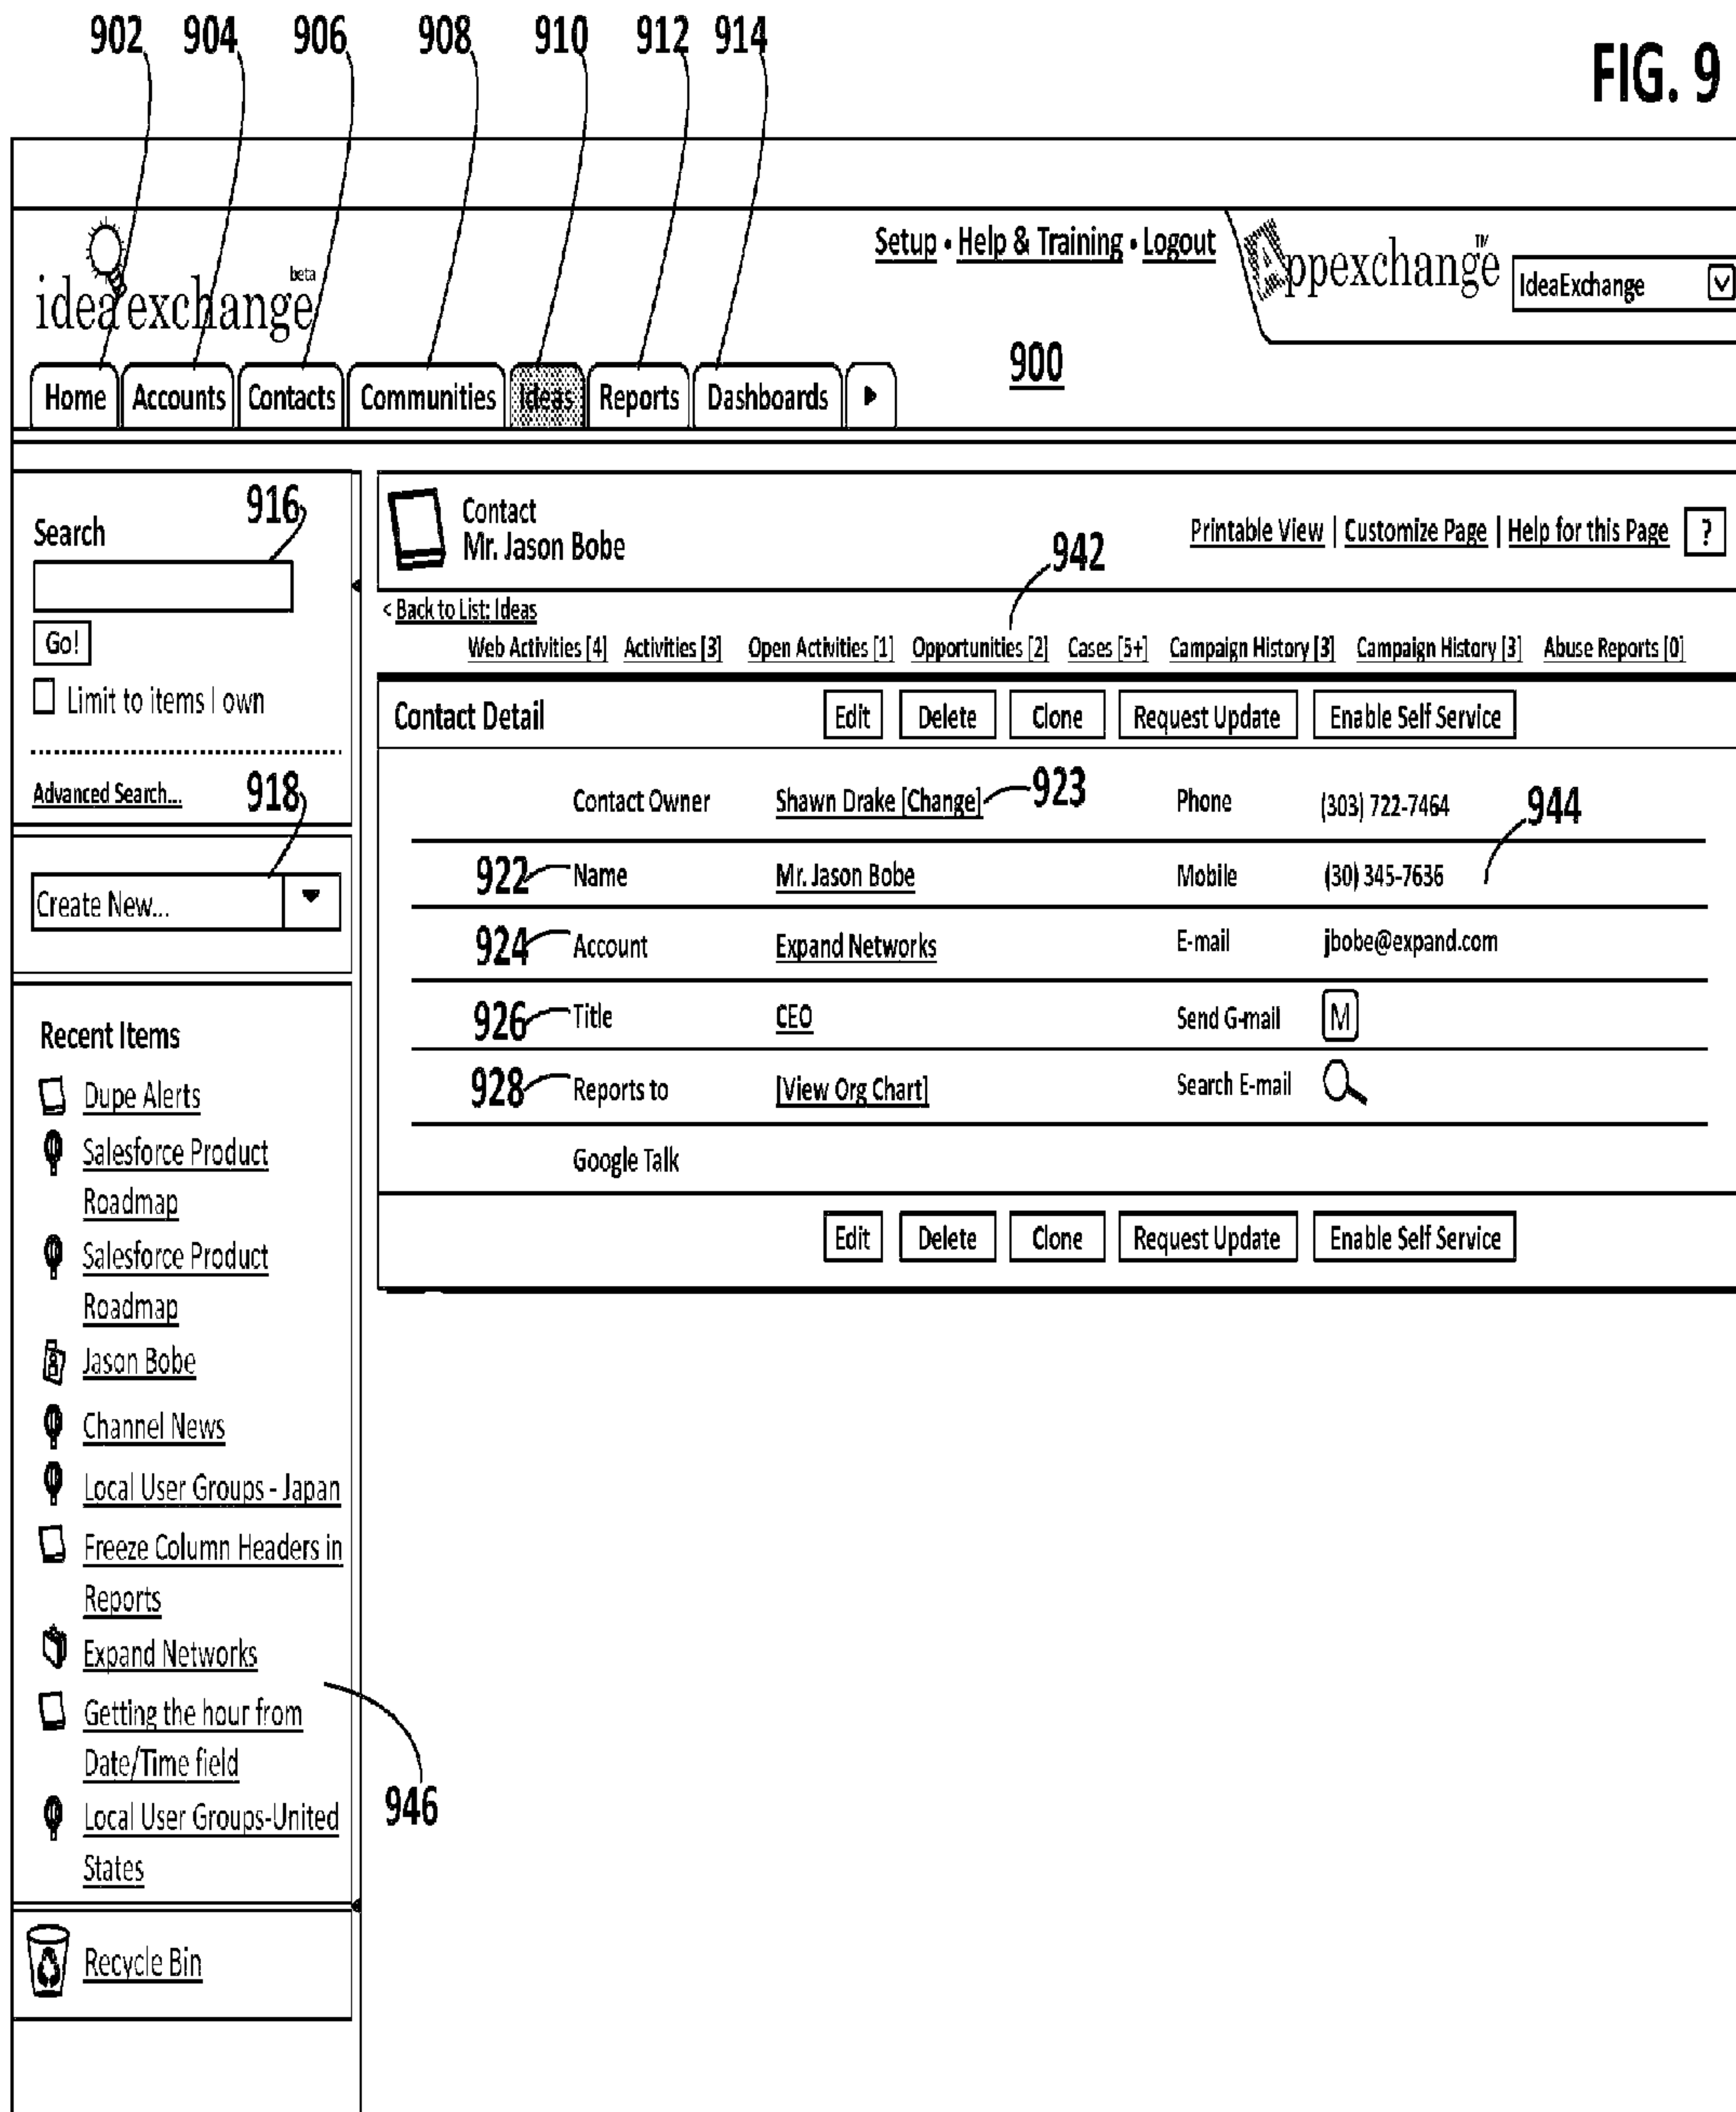 902 904 906 908 910 912 914
FIG. 9
idea exchange beta
Setup • Help & Training • Logout
Appexchange TM
IdeaExchange
900
Home Accounts Contacts Communities Ideas Reports Dashboards
Search
916
Go!
Limit to items I own
Advanced Search...
918
Create New...
Recent Items
Dupe Alerts
Salesforce Product
Roadmap
Salesforce Product
Roadmap
Jason Bobe
Channel News
Local User Groups - Japan
Freeze Column Headers in
Reports
Expand Networks
Getting the hour from
Date/Time field
Local User Groups-United
States
946
Recycle Bin
Contact
Mr. Jason Bobe
942
Printable View | Customize Page | Help for this Page ?
< Back to List: Ideas
Web Activities [4] Activities [3] Open Activities [1] Opportunities [2] Cases [5+] Campaign History [3] Campaign History [3] Abuse Reports [0]
Contact Detail Edit Delete Clone Request Update Enable Self Service
Contact Owner Shawn Drake [Change] 923 Phone (303) 722-7464 944
922 Name Mr. Jason Bobe Mobile (30) 345-7636
924 Account Expand Networks E-mail jbobe@expand.com
926 Title CEO Send G-mail M
928 Reports to [View Org Chart] Search E-mail
Google Talk
Edit Delete Clone Request Update Enable Self Service